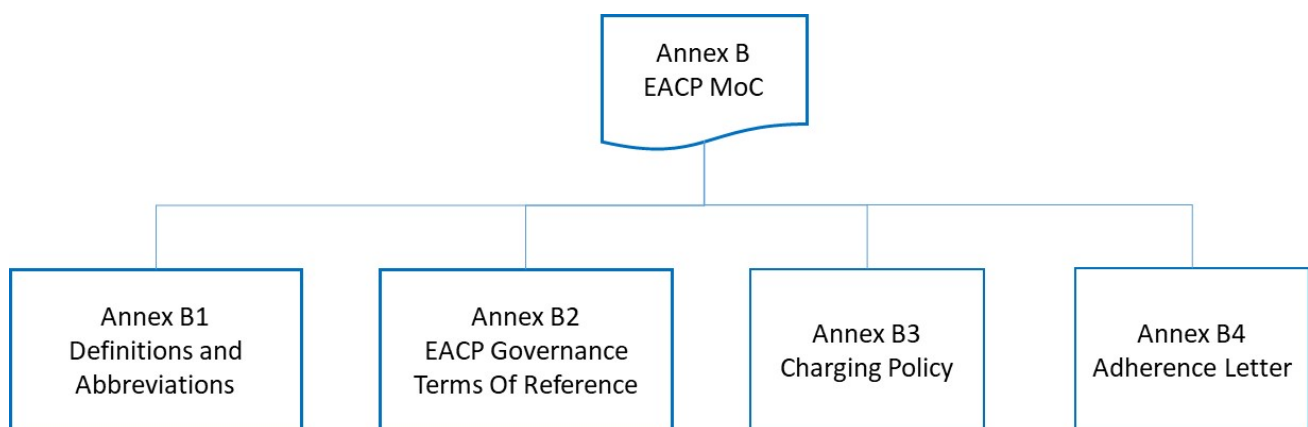 Annex B
EACP MoC
Annex B1
Definitions and
Abbreviations
Annex B2
EACP Governance
Terms Of Reference
Annex B3
Charging Policy
Annex B4
Adherence Letter